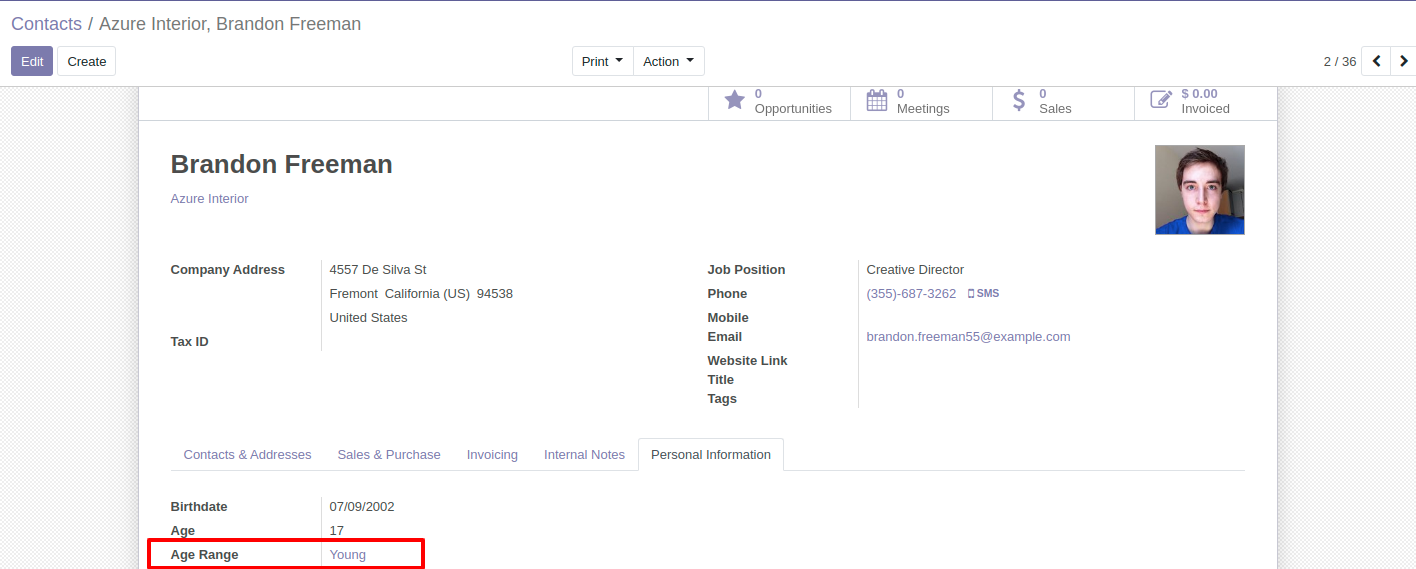 Contacts / Azure Interior, Brandon Freeman
Edit Create Print Action 2 / 36
0 Opportunities
0 Meetings
0 Sales
$ 0.00 Invoiced
Brandon Freeman
Azure Interior
Company Address 4557 De Silva St
Fremont California (US) 94538
United States
Tax ID
Job Position Creative Director
Phone (355)-687-3262 SMS
Mobile
Email brandon.freeman55@example.com
Website Link
Title
Tags
Contacts & Addresses Sales & Purchase Invoicing Internal Notes Personal Information
Birthdate 07/09/2002
Age 17
Age Range Young